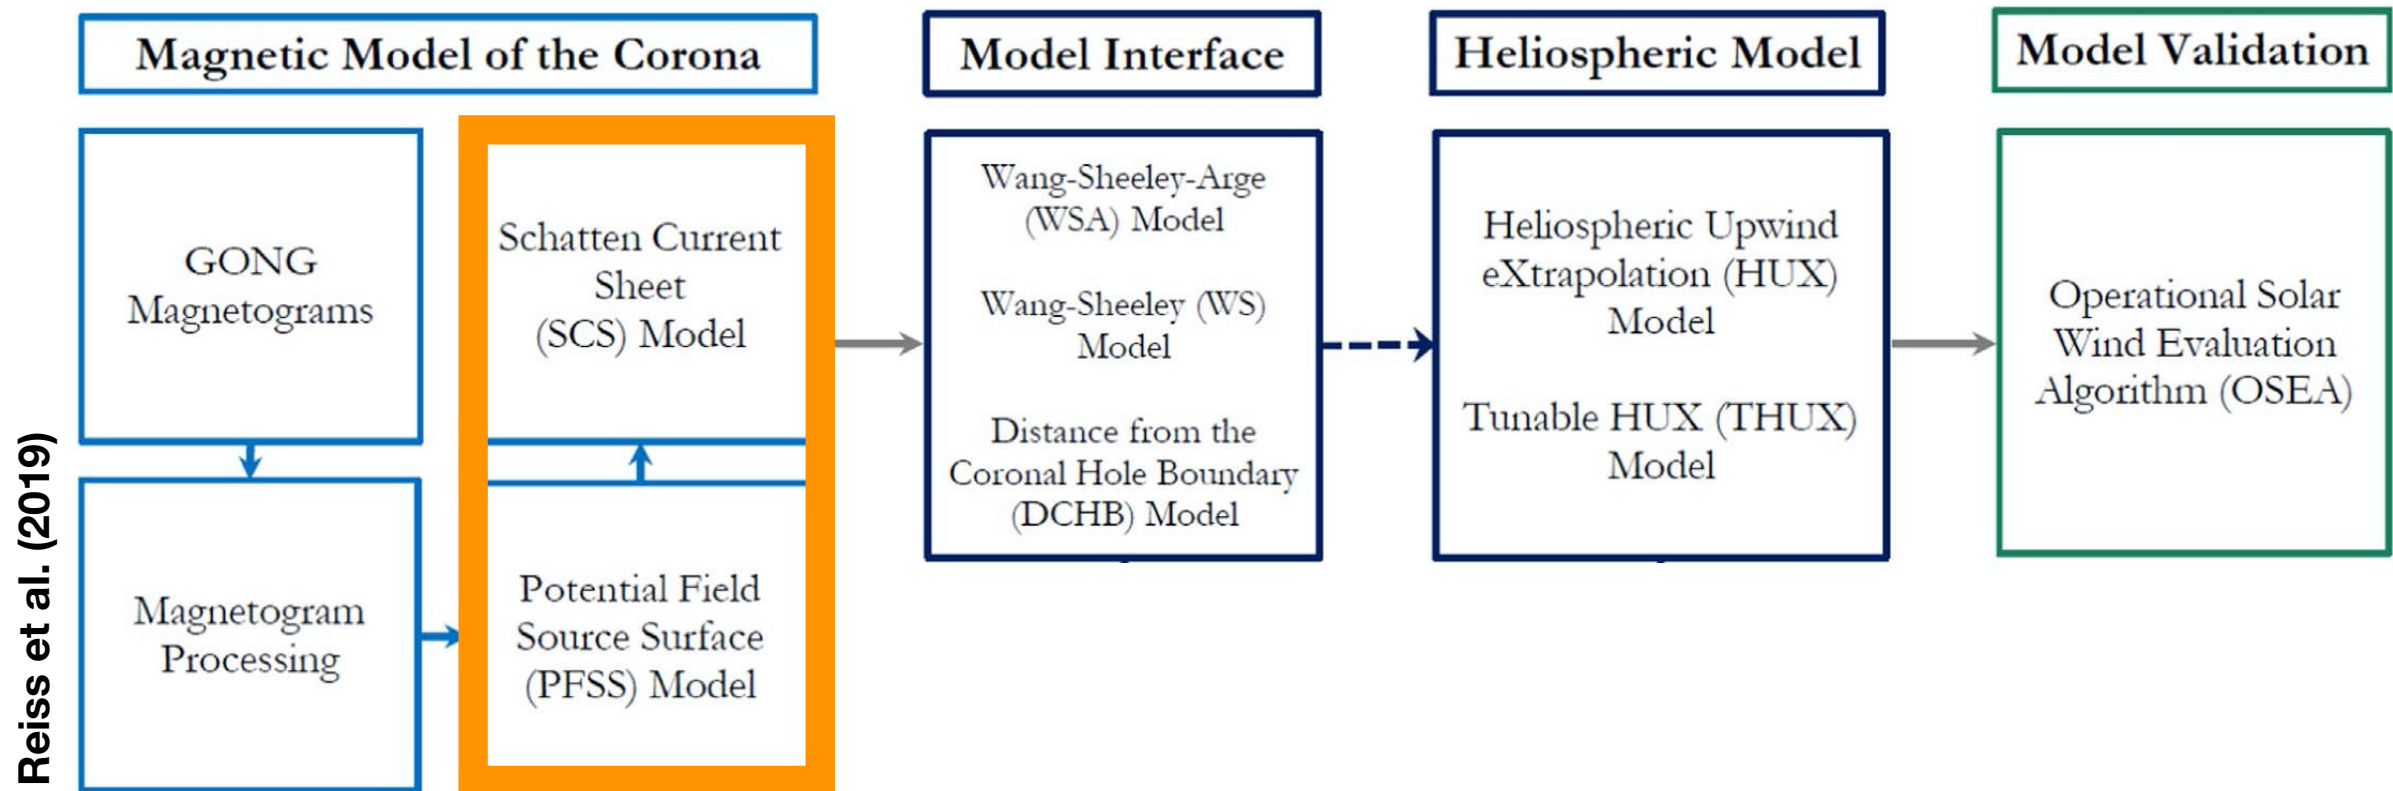 Magnetic Model of the Corona
GONG
Magnetograms
Magnetogram
Processing
Schatten Current
Sheet
(SCS) Model
Potential Field
Source Surface
(PFSS) Model
Model Interface
Wang-Sheeley-Arge
(WSA) Model
Wang-Sheeley (WS)
Model
Distance from the
Coronal Hole Boundary
(DCHB) Model
Heliospheric Model
Heliospheric Upwind
eXtrapolation (HUX)
Model
Tunable HUX (THUX)
Model
Model Validation
Operational Solar
Wind Evaluation
Algorithm (OSEA)
Reiss et al. (2019)